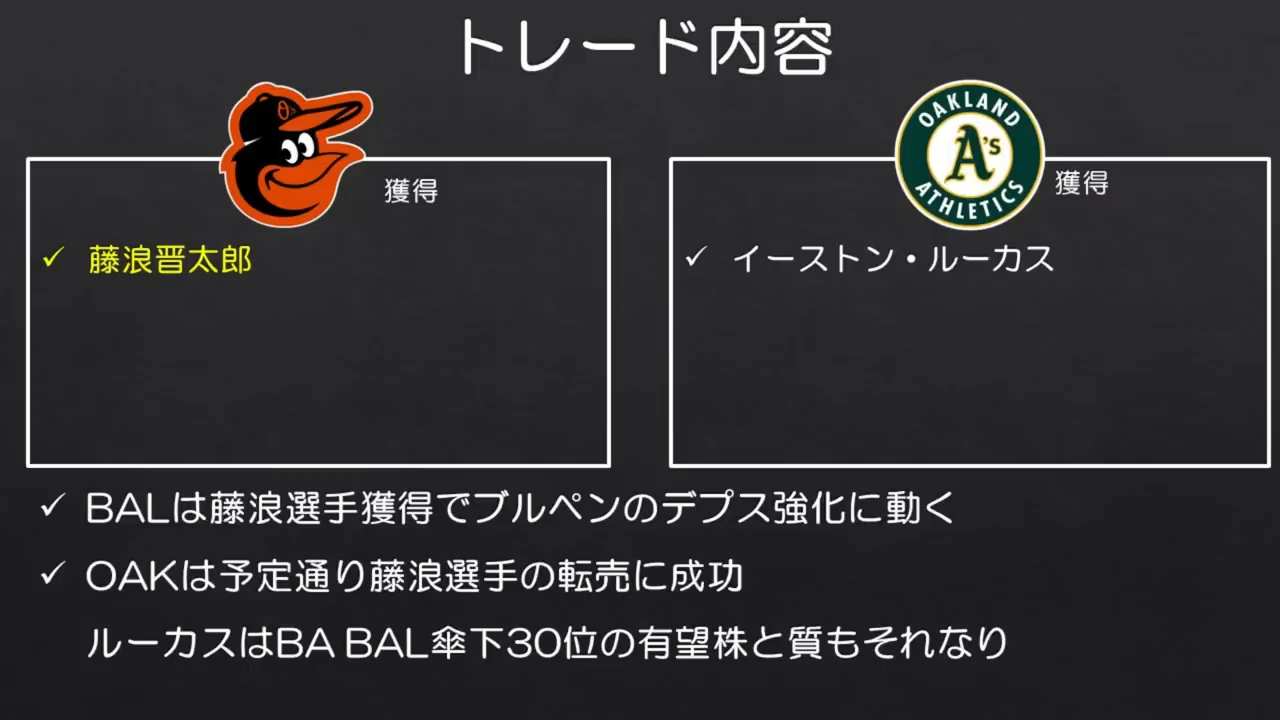 トレード内容
OAKLAND
A's
ATHLETICS
獲得
獲得
✓ 藤浪晋太郎
✓ イーストン・ルーカス
✓ BALは藤浪選手獲得でブルペンのデプス強化に動く
✓ OAKは予定通り藤浪選手の転売に成功
ルーカスはBA BAL傘下30位の有望株と質もそれなり